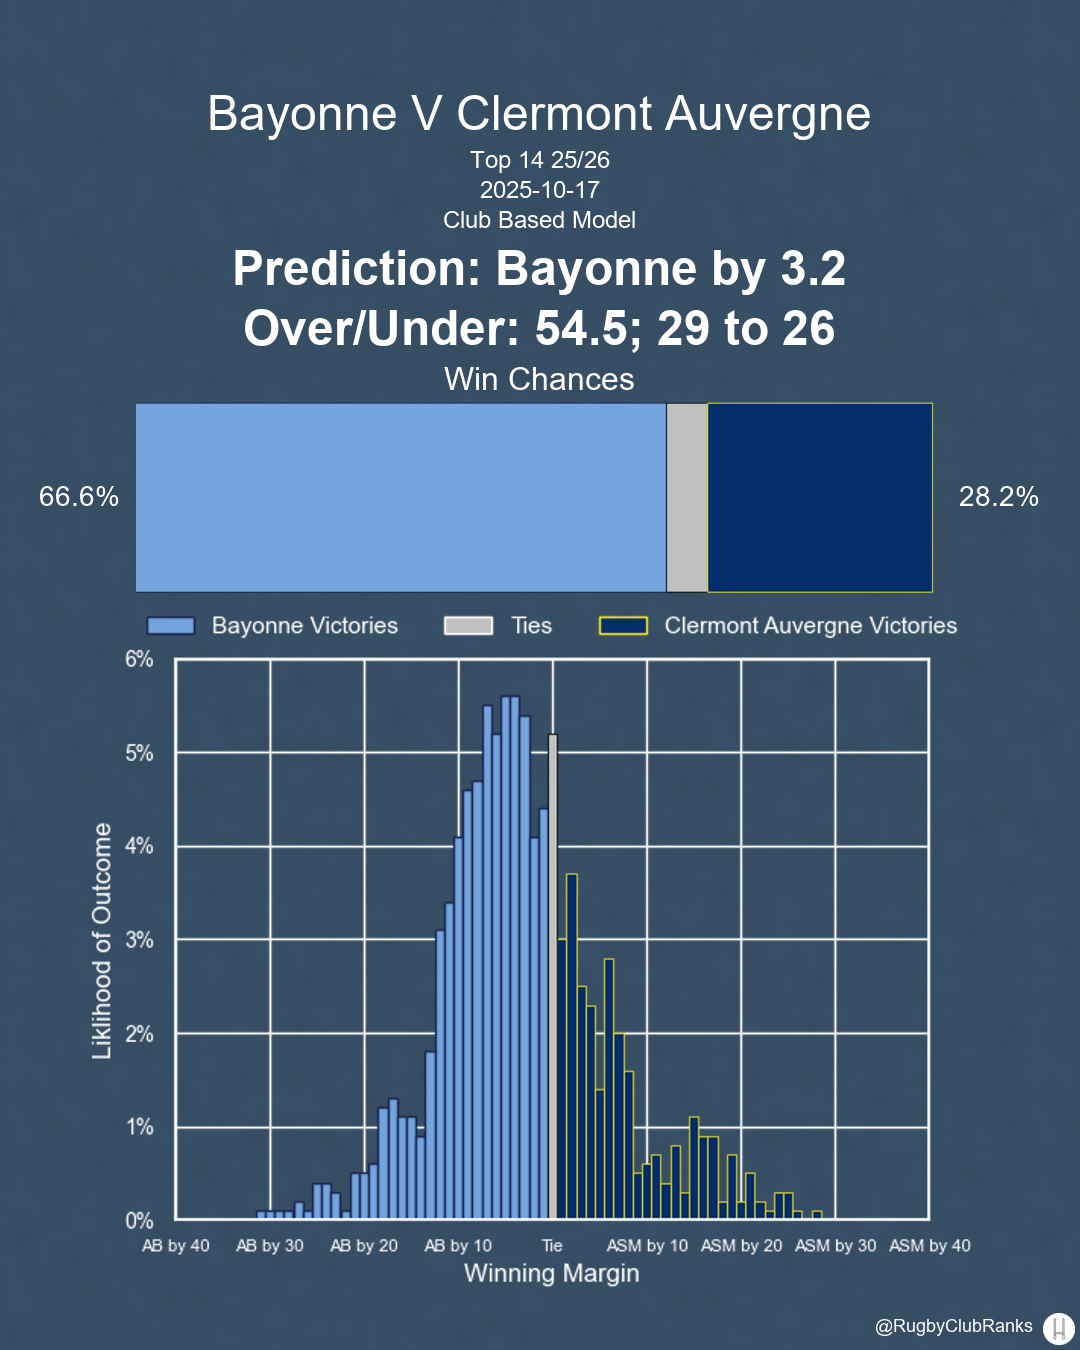 Bayonne V Clermont Auvergne
Top 14 25/26
2025-10-17
Club Based Model
Prediction: Bayonne by 3.2
Over/Under: 54.5; 29 to 26
Win Chances
66.6%
28.2%
Bayonne Victories
Ties
Clermont Auvergne Victories
6%
5%
4%
3%
2%
1%
0%
Liklihood of Outcome
AB by 40
AB by 30
AB by 20
AB by 10
Tie
ASM by 10
ASM by 20
ASM by 30
ASM by 40
Winning Margin
@RugbyClubRanks